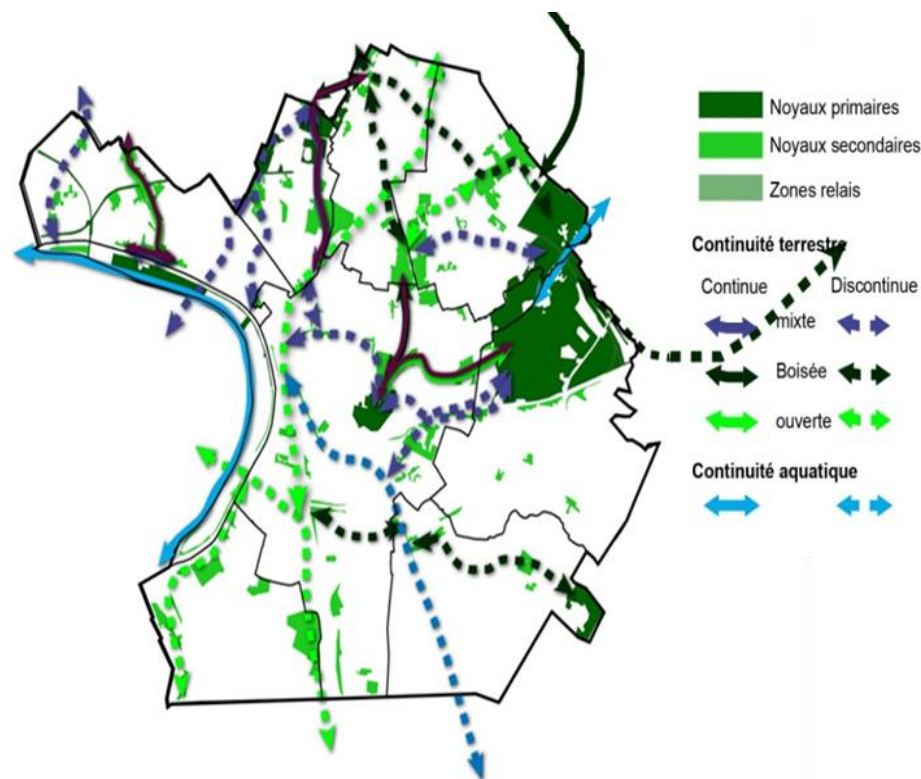 Noyaux primaires
Noyaux secondaires
Zones relais
Continuité terrestre
Continue Discontinue
mixte
Boisée
ouverte
Continuité aquatique